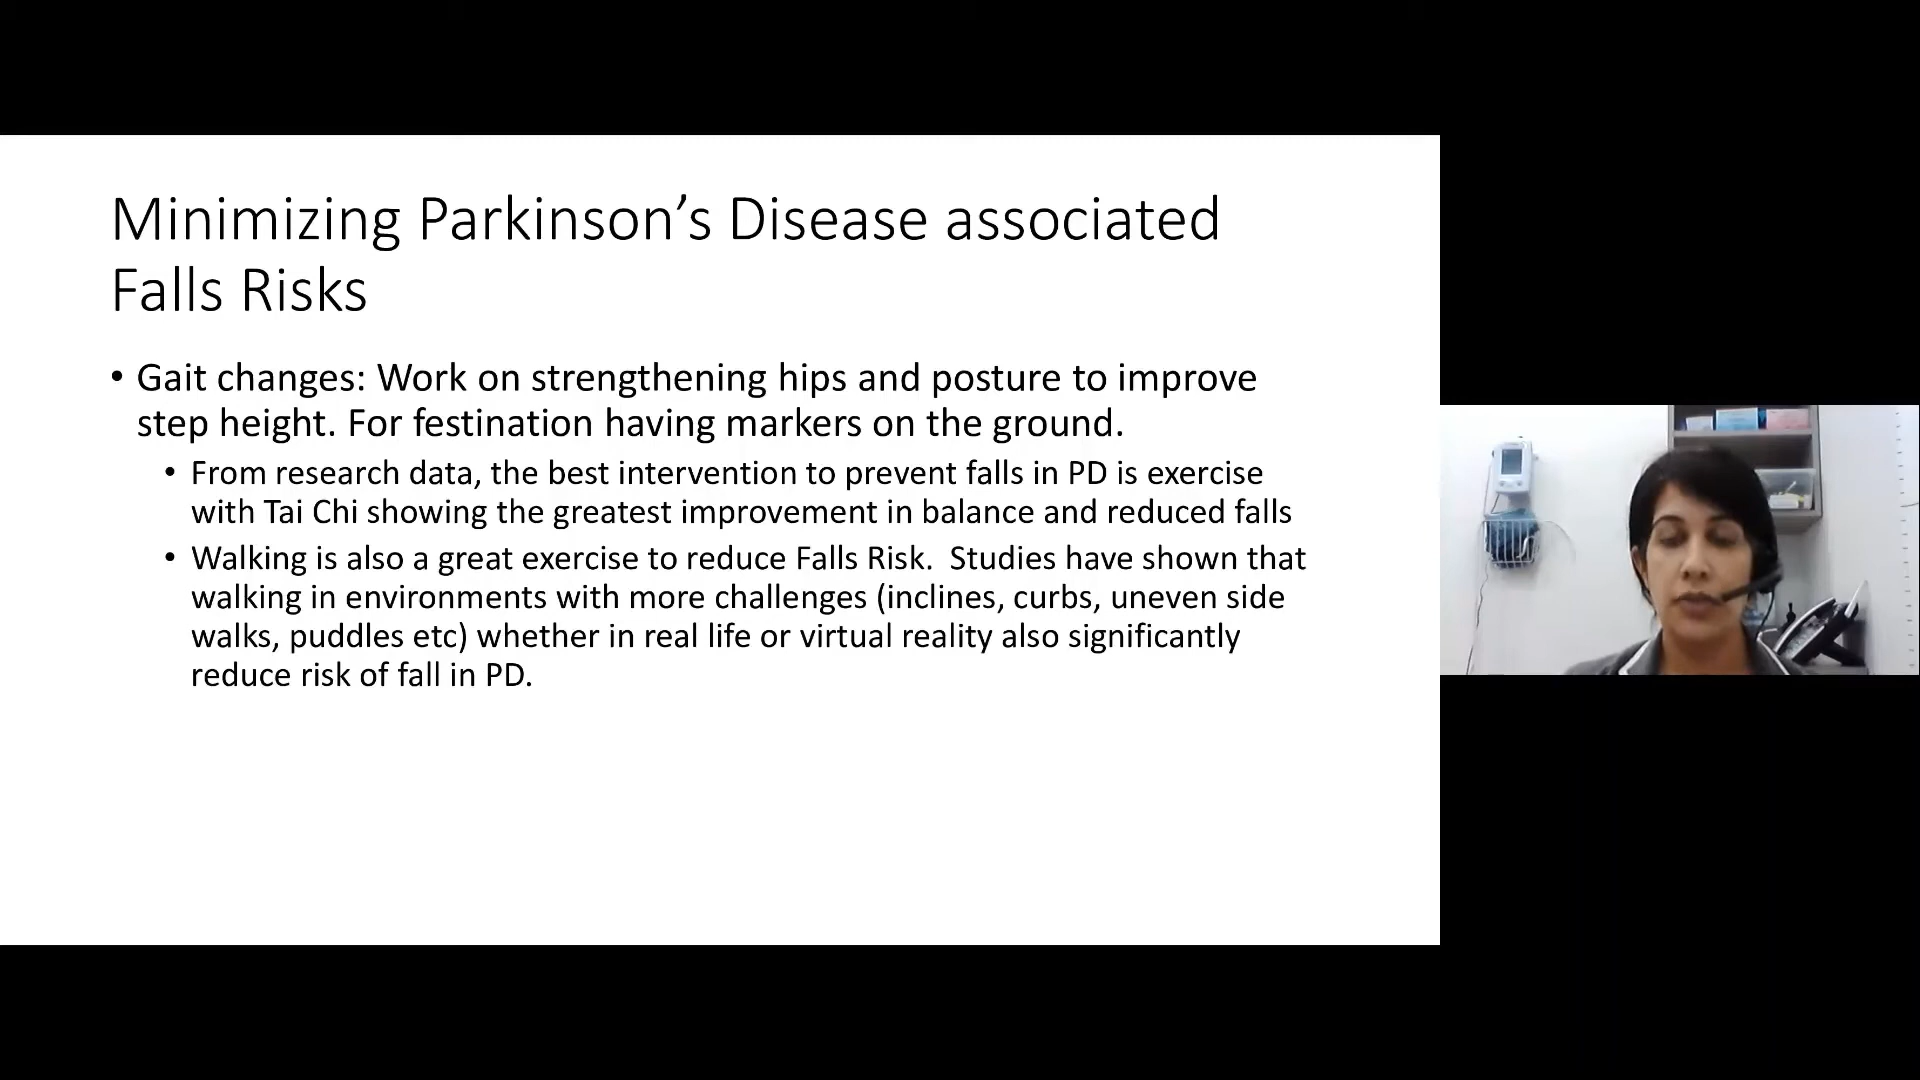 Minimizing Parkinson’s Disease associated
Falls Risks
• Gait changes: Work on strengthening hips and posture to improve
step height. For festination having markers on the ground.
• From research data, the best intervention to prevent falls in PD is exercise
with Tai Chi showing the greatest improvement in balance and reduced falls
• Walking is also a great exercise to reduce Falls Risk.  Studies have shown that
walking in environments with more challenges (inclines, curbs, uneven side
walks, puddles etc) whether in real life or virtual reality also significantly
reduce risk of fall in PD.